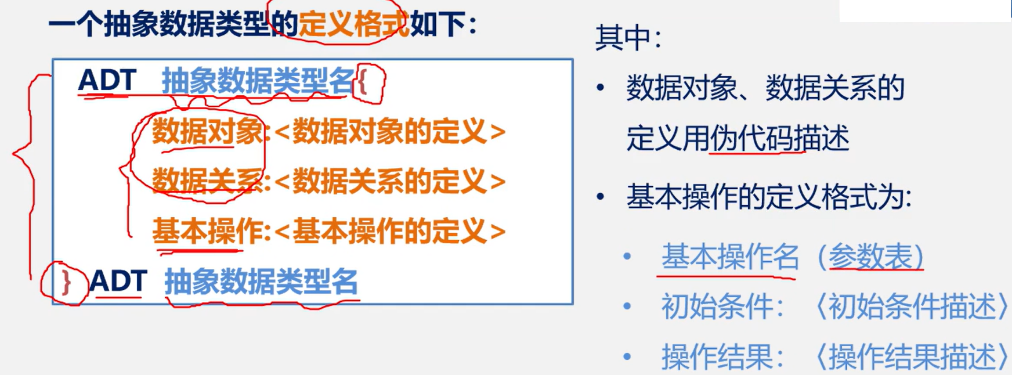 一个抽象数据类型的定义格式如下：
ADT 抽象数据类型名{
数据对象:<数据对象的定义>
数据关系:<数据关系的定义>
基本操作:<基本操作的定义>
} ADT 抽象数据类型名
其中：
• 数据对象、数据关系的
定义用伪代码描述
• 基本操作的定义格式为:
• 基本操作名（参数表）
• 初始条件：〈初始条件描述〉
• 操作结果：〈操作结果描述〉